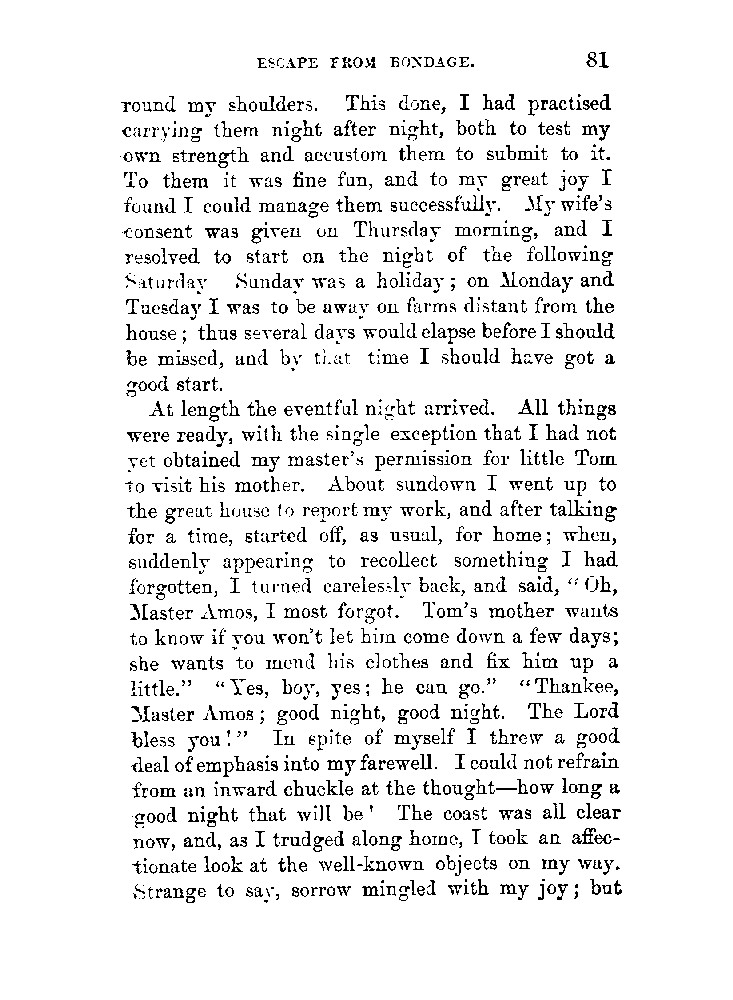 ESCAPE FROM BONDAGE. 81
round my shoulders. This done, I had practised
carrying them night after night, both to test my
own strength and accustom them to submit to it.
To them it was fine fun, and to my great joy I
found I could manage them successfully. My wife's
consent was given on Thursday morning, and I
resolved to start on the night of the following
Saturday Sunday was a holiday; on Monday and
Tuesday I was to be away on farms distant from the
house; thus several days would elapse before I should
be missed, and by that time I should have got a
good start.
At length the eventful night arrived. All things
were ready, with the single exception that I had not
yet obtained my master's permission for little Tom
to visit his mother. About sundown I went up to
the great house to report my work, and after talking
for a time, started off, as usual, for home; when,
suddenly appearing to recollect something I had
forgotten, I turned carelessly back, and said, "Oh,
Master Amos, I most forgot. Tom's mother wants
to know if you won't let him come down a few days;
she wants to mend his clothes and fix him up a
little." "Yes, boy, yes; he can go." "Thankee,
Master Amos; good night, good night. The Lord
bless you!" In spite of myself I threw a good
deal of emphasis into my farewell. I could not refrain
from an inward chuckle at the thought—how long a
good night that will be! The coast was all clear
now, and, as I trudged along home, I took an affec-
tionate look at the well-known objects on my way.
Strange to say, sorrow mingled with my joy; but